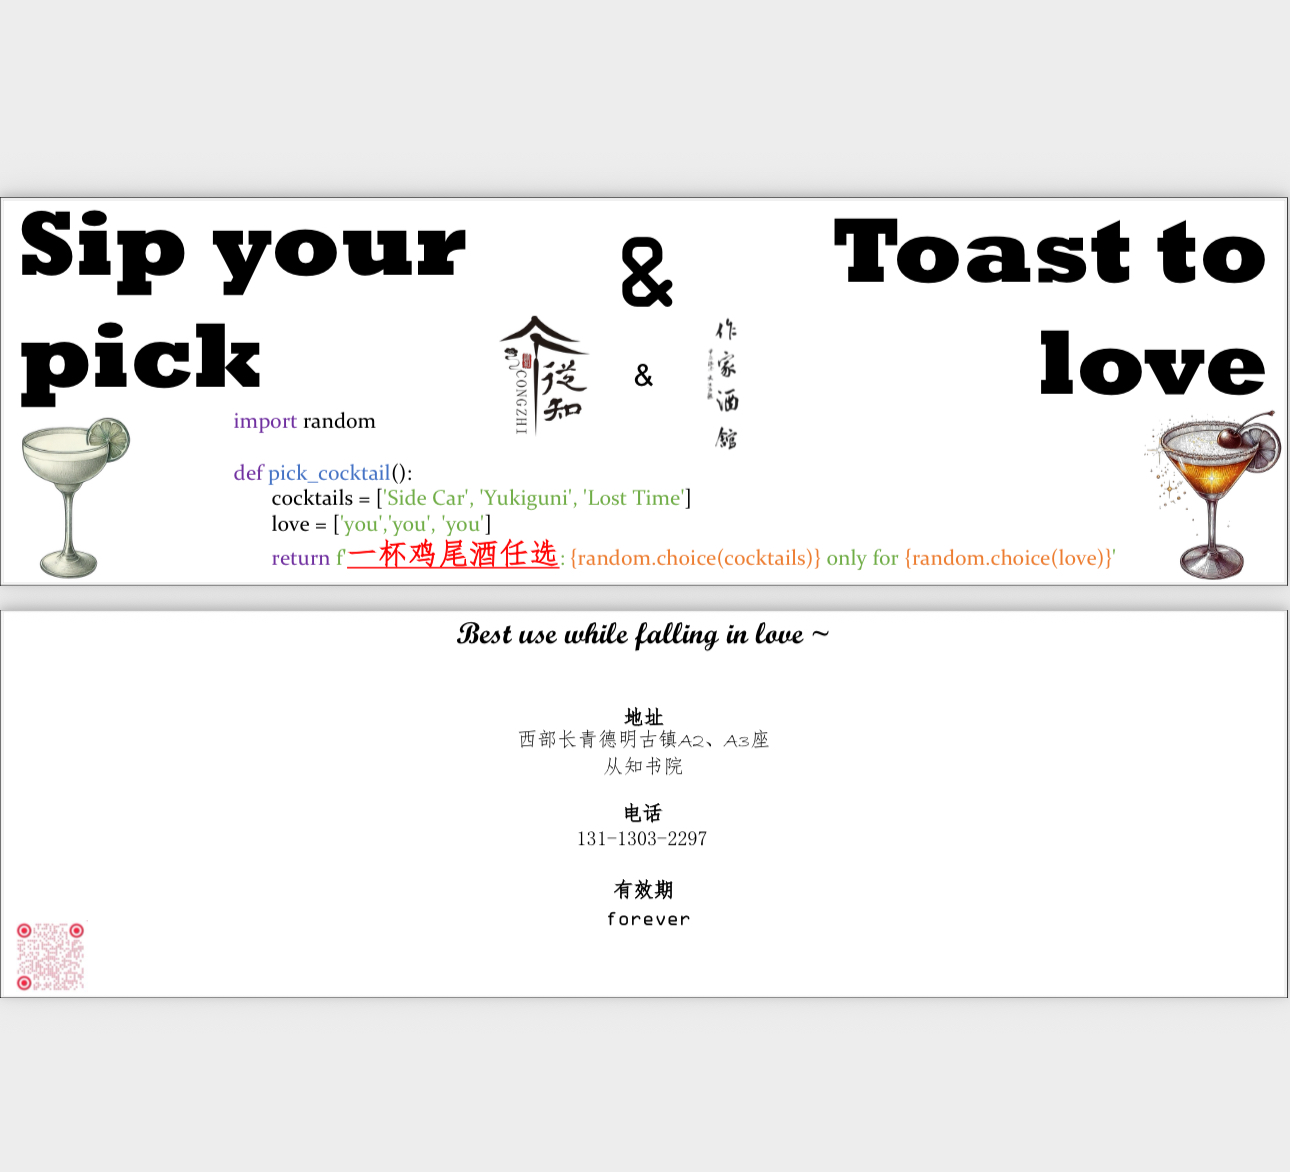 Sip your
pick
&
Toast to
love
從
知
CONGZHI
&
作
家
酒
館
import random
def pick_cocktail():
cocktails = ['Side Car', 'Yukiguni', 'Lost Time']
love = ['you','you', 'you']
return f'一杯鸡尾酒任选: {random.choice(cocktails)} only for {random.choice(love)}'
Best use while falling in love ~
地址
西部长青德明古镇A2、A3座
从知书院
电话
131-1303-2297
有效期
forever